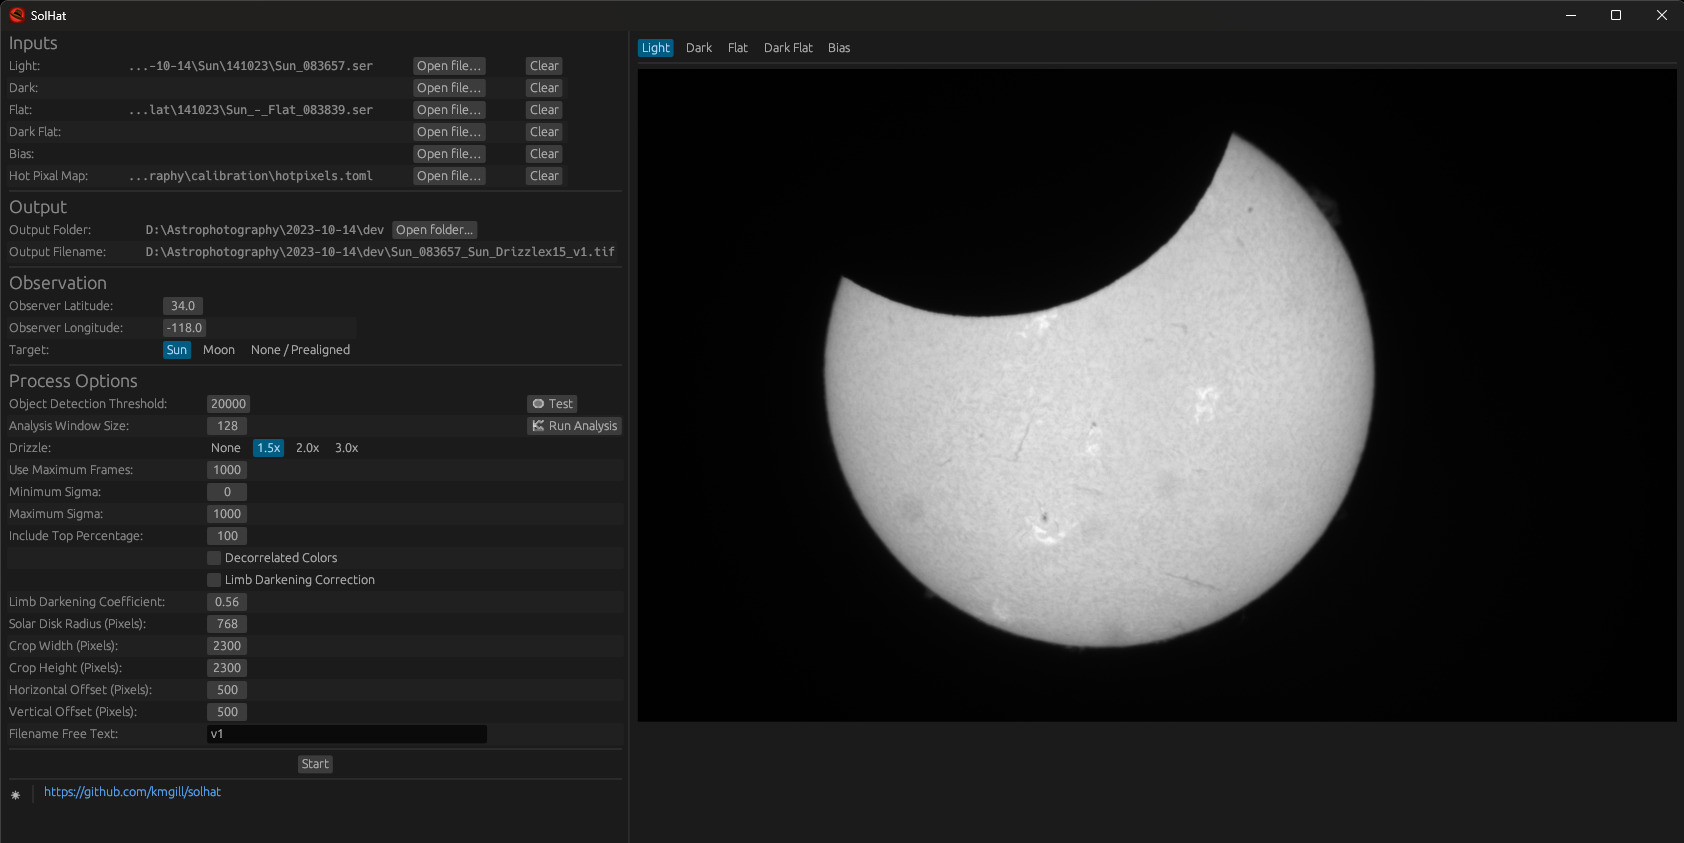 SolHat
Inputs
Light: ...-10-14\Sun\141023\Sun_083657.ser Open file... Clear
Dark: Open file... Clear
Flat: ...lat\141023\Sun_-_Flat_083839.ser Open file... Clear
Dark Flat: Open file... Clear
Bias: Open file... Clear
Hot Pixal Map: ...raphy\calibration\hotpixels.toml Open file... Clear
Output
Output Folder: D:\Astrophotography\2023-10-14\dev Open folder...
Output Filename: D:\Astrophotography\2023-10-14\dev\Sun_083657_Sun_Drizzlex15_v1.tif
Observation
Observer Latitude: 34.0
Observer Longitude: -118.0
Target: Sun Moon None / Prealigned
Process Options
Object Detection Threshold: 20000 Test
Analysis Window Size: 128 Run Analysis
Drizzle: None 1.5x 2.0x 3.0x
Use Maximum Frames: 1000
Minimum Sigma: 0
Maximum Sigma: 1000
Include Top Percentage: 100
Decorrelated Colors
Limb Darkening Correction
Limb Darkening Coefficient: 0.56
Solar Disk Radius (Pixels): 768
Crop Width (Pixels): 2300
Crop Height (Pixels): 2300
Horizontal Offset (Pixels): 500
Vertical Offset (Pixels): 500
Filename Free Text: v1
Start
https://github.com/kmgill/solhat
Light Dark Flat Dark Flat Bias